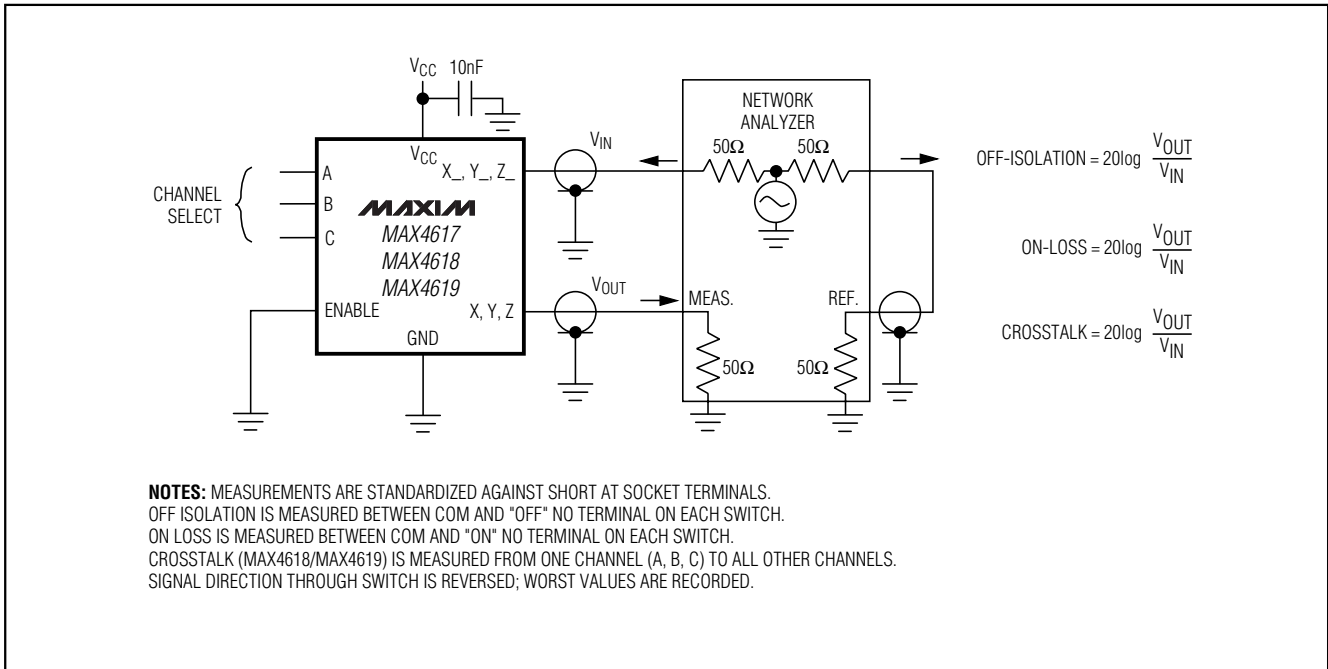 VCC 10nF
NETWORK
ANALYZER
VIN
50Ω 50Ω
VCC
X_, Y_, Z_
OFF-ISOLATION = 20log VOUT
VIN
CHANNEL
SELECT
A
B
C
MAXIM
MAX4617
MAX4618
MAX4619
ON-LOSS = 20log VOUT
VIN
VOUT
MEAS. REF.
ENABLE
X, Y, Z
GND
CROSSTALK = 20log VOUT
VIN
50Ω 50Ω
NOTES: MEASUREMENTS ARE STANDARDIZED AGAINST SHORT AT SOCKET TERMINALS.
OFF ISOLATION IS MEASURED BETWEEN COM AND "OFF" NO TERMINAL ON EACH SWITCH.
ON LOSS IS MEASURED BETWEEN COM AND "ON" NO TERMINAL ON EACH SWITCH.
CROSSTALK (MAX4618/MAX4619) IS MEASURED FROM ONE CHANNEL (A, B, C) TO ALL OTHER CHANNELS.
SIGNAL DIRECTION THROUGH SWITCH IS REVERSED; WORST VALUES ARE RECORDED.